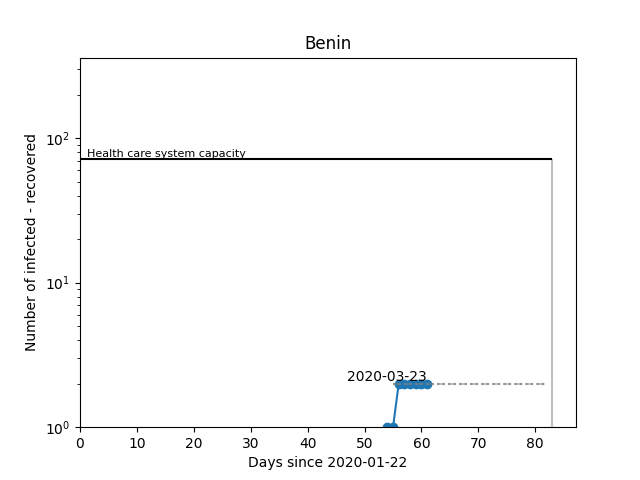 Benin
Number of infected - recovered
10²
Health care system capacity
10¹
2020-03-23
10⁰
0 10 20 30 40 50 60 70 80
Days since 2020-01-22